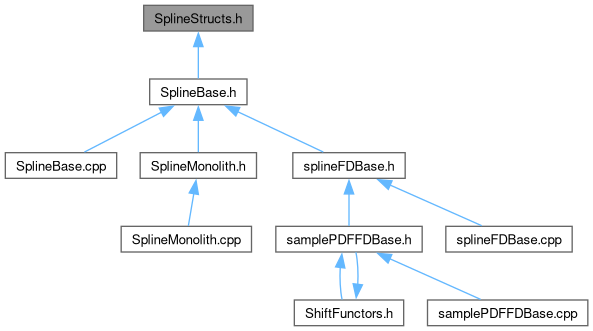 SplineStructs.h
SplineBase.h
SplineBase.cpp
SplineMonolith.h
splineFDBase.h
SplineMonolith.cpp
samplePDFFDBase.h
splineFDBase.cpp
ShiftFunctors.h
samplePDFFDBase.cpp